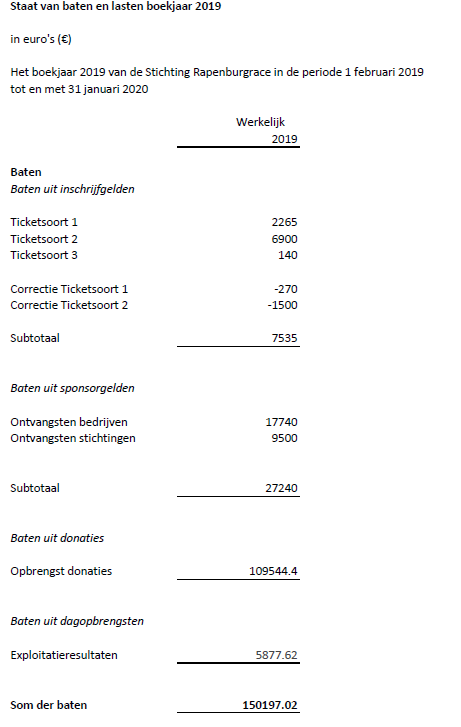 Staat van baten en lasten boekjaar 2019
in euro's (€)
Het boekjaar 2019 van de Stichting Rapenburgrace in de periode 1 februari 2019
tot en met 31 januari 2020
Werkelijk
2019
Baten
Baten uit inschrijfgelden
Ticketsoort 1 2265
Ticketsoort 2 6900
Ticketsoort 3 140
Correctie Ticketsoort 1 -270
Correctie Ticketsoort 2 -1500
Subtotaal 7535
Baten uit sponsorgelden
Ontvangsten bedrijven 17740
Ontvangsten stichtingen 9500
Subtotaal 27240
Baten uit donaties
Opbrengst donaties 109544.4
Baten uit dagopbrengsten
Exploitatieresultaten 5877.62
Som der baten 150197.02